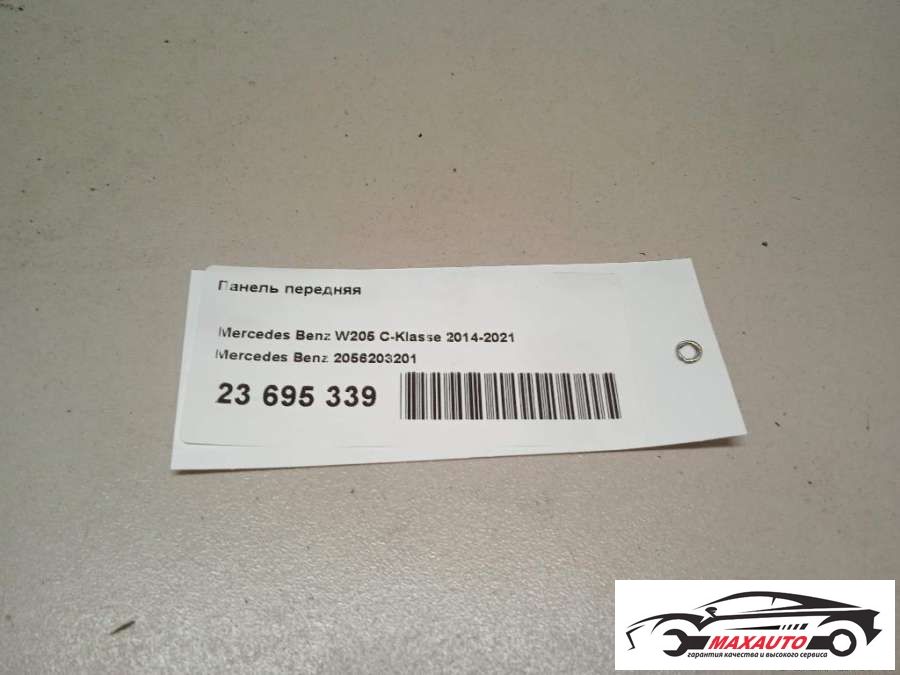 Панель передняя
Mercedes Benz W205 C-Klasse 2014-2021
Mercedes Benz 2056203201
23 695 339
MAXAUTO
гарантия качества и высокого сервиса